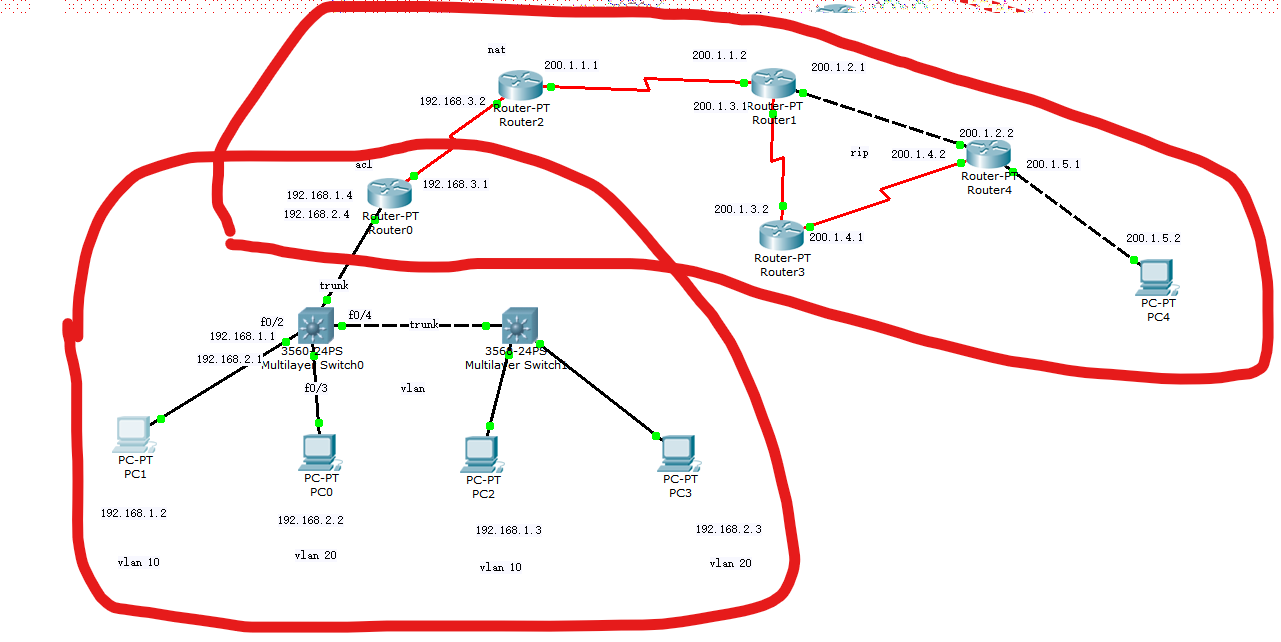 nat
200.1.1.1
200.1.1.2
200.1.2.1
192.168.3.2
Router-PT
Router2
200.1.3.1
Router-PT
Router1
200.1.2.2
rip
200.1.4.2
200.1.5.1
Router-PT
Router4
acl
192.168.3.1
192.168.1.4
192.168.2.4
Router-PT
Router0
200.1.3.2
200.1.4.1
Router-PT
Router3
200.1.5.2
PC-PT
PC4
trunk
f0/2
f0/4
trunk
192.168.1.1
192.168.2.1
3560-24PS
Multilayer Switch0
3560-24PS
Multilayer Switch1
f0/3
vlan
PC-PT
PC1
PC-PT
PC0
PC-PT
PC2
PC-PT
PC3
192.168.1.2
192.168.2.2
192.168.1.3
192.168.2.3
vlan 10
vlan 20
vlan 10
vlan 20